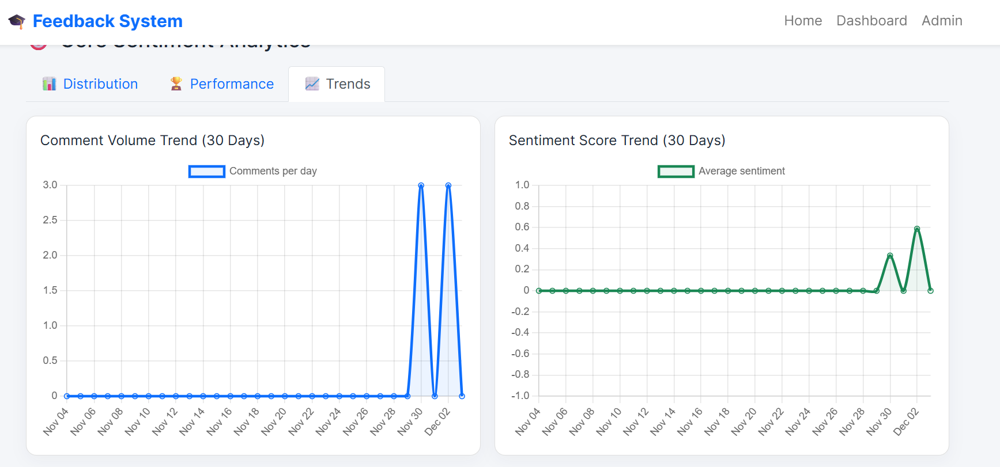 Feedback System
Home Dashboard Admin
Core Sentiment Analytics
Distribution Performance Trends
Comment Volume Trend (30 Days)
Comments per day
3.0
2.5
2.0
1.5
1.0
0.5
0
Nov 04 Nov 06 Nov 08 Nov 10 Nov 12 Nov 14 Nov 16 Nov 18 Nov 20 Nov 22 Nov 24 Nov 26 Nov 28 Nov 30 Dec 02
Sentiment Score Trend (30 Days)
Average sentiment
1.0
0.8
0.6
0.4
0.2
0
-0.2
-0.4
-0.6
-0.8
-1.0
Nov 04 Nov 06 Nov 08 Nov 10 Nov 12 Nov 14 Nov 16 Nov 18 Nov 20 Nov 22 Nov 24 Nov 26 Nov 28 Nov 30 Dec 02